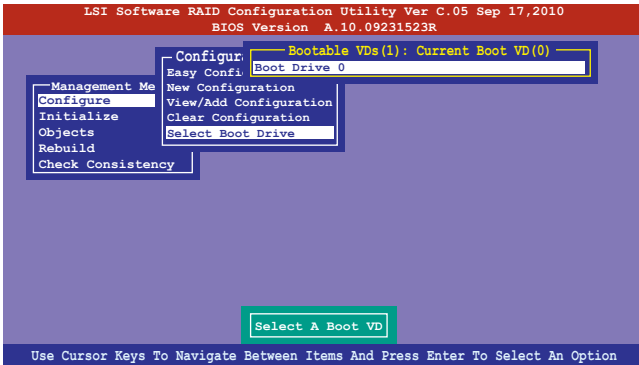 LSI Software RAID Configuration Utility Ver C.05 Sep 17,2010
BIOS Version A.10.09231523R
Management Me
Configure
Initialize
Objects
Rebuild
Check Consistency
Configur
Easy Confi
New Configuration
View/Add Configuration
Clear Configuration
Select Boot Drive
Bootable VDs(1): Current Boot VD(0)
Boot Drive 0
Select A Boot VD
Use Cursor Keys To Navigate Between Items And Press Enter To Select An Option